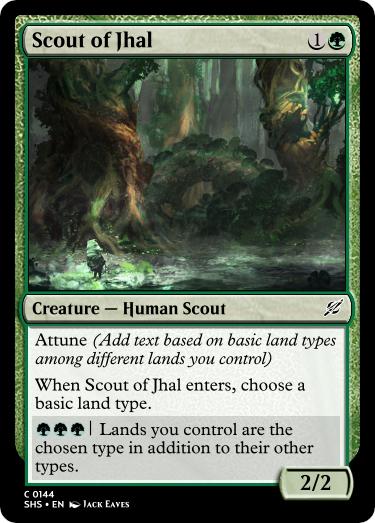 Scout of Jhal 1
Creature — Human Scout
Attune (Add text based on basic land types
among different lands you control)
When Scout of Jhal enters, choose a
basic land type.
| Lands you control are the
chosen type in addition to their other
types.
2/2
C 0144
SHS • EN Jack Eaves